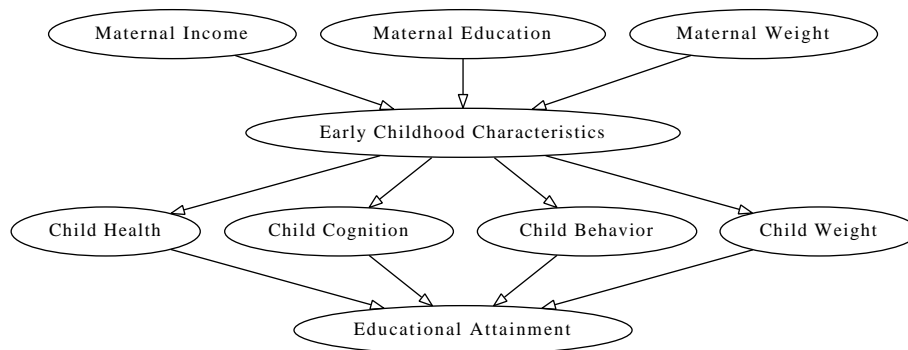 Maternal Income
Maternal Education
Maternal Weight
Early Childhood Characteristics
Child Health
Child Cognition
Child Behavior
Child Weight
Educational Attainment